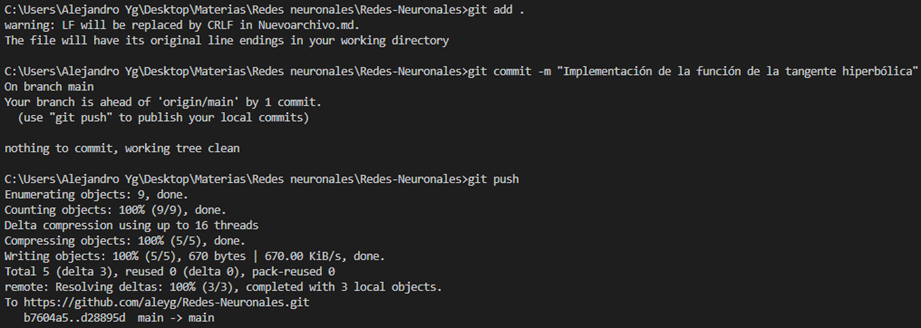 C:\Users\Alejandro Yg\Desktop\Materias\Redes neuronales\Redes-Neuronales>git add .
warning: LF will be replaced by CRLF in Nuevoarchivo.md.
The file will have its original line endings in your working directory
C:\Users\Alejandro Yg\Desktop\Materias\Redes neuronales\Redes-Neuronales>git commit -m "Implementación de la función de la tangente hiperbólica"
On branch main
Your branch is ahead of 'origin/main' by 1 commit.
(use "git push" to publish your local commits)
nothing to commit, working tree clean
C:\Users\Alejandro Yg\Desktop\Materias\Redes neuronales\Redes-Neuronales>git push
Enumerating objects: 9, done.
Counting objects: 100% (9/9), done.
Delta compression using up to 16 threads
Compressing objects: 100% (5/5), done.
Writing objects: 100% (5/5), 670 bytes | 670.00 KiB/s, done.
Total 5 (delta 3), reused 0 (delta 0), pack-reused 0
remote: Resolving deltas: 100% (3/3), completed with 3 local objects.
To https://github.com/aleyg/Redes-Neuronales.git
b7604a5..d28895d  main -> main